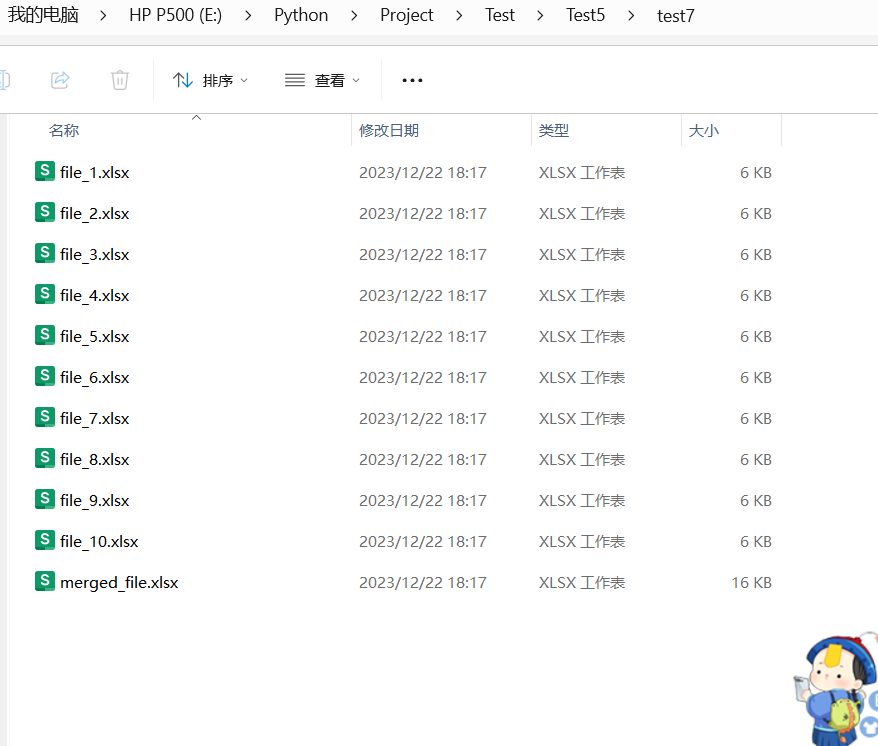 我的电脑 > HP P500 (E:) > Python > Project > Test > Test5 > test7
排序 查看 ...
名称 修改日期 类型 大小
S file_1.xlsx 2023/12/22 18:17 XLSX 工作表 6 KB
S file_2.xlsx 2023/12/22 18:17 XLSX 工作表 6 KB
S file_3.xlsx 2023/12/22 18:17 XLSX 工作表 6 KB
S file_4.xlsx 2023/12/22 18:17 XLSX 工作表 6 KB
S file_5.xlsx 2023/12/22 18:17 XLSX 工作表 6 KB
S file_6.xlsx 2023/12/22 18:17 XLSX 工作表 6 KB
S file_7.xlsx 2023/12/22 18:17 XLSX 工作表 6 KB
S file_8.xlsx 2023/12/22 18:17 XLSX 工作表 6 KB
S file_9.xlsx 2023/12/22 18:17 XLSX 工作表 6 KB
S file_10.xlsx 2023/12/22 18:17 XLSX 工作表 6 KB
S merged_file.xlsx 2023/12/22 18:17 XLSX 工作表 16 KB